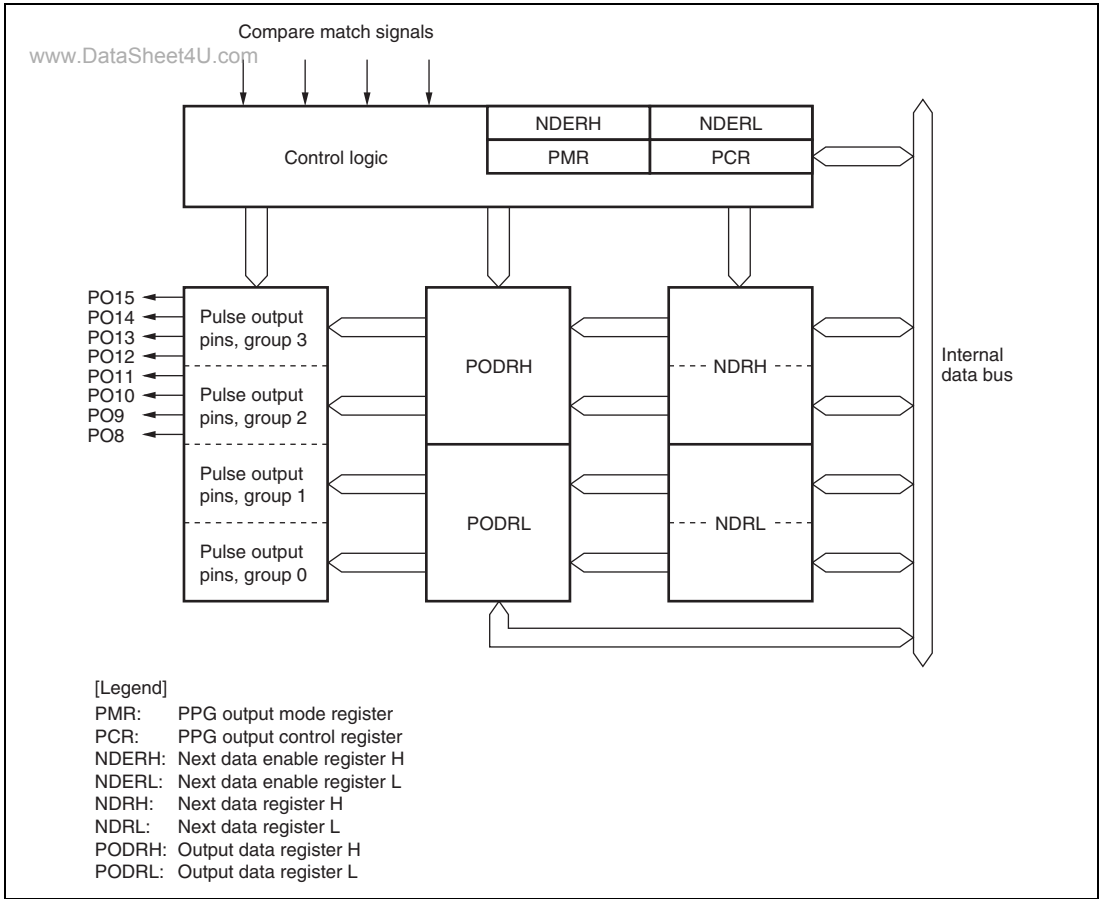 Compare match signals
www.DataSheet4U.com
NDERH NDERL
Control logic
PMR PCR
PO15
PO14
PO13
PO12
PO11
PO10
PO9
PO8
Pulse output
pins, group 3
Pulse output
pins, group 2
Pulse output
pins, group 1
Pulse output
pins, group 0
PODRH
PODRL
NDRH
NDRL
Internal
data bus
[Legend]
PMR: PPG output mode register
PCR: PPG output control register
NDERH: Next data enable register H
NDERL: Next data enable register L
NDRH: Next data register H
NDRL: Next data register L
PODRH: Output data register H
PODRL: Output data register L